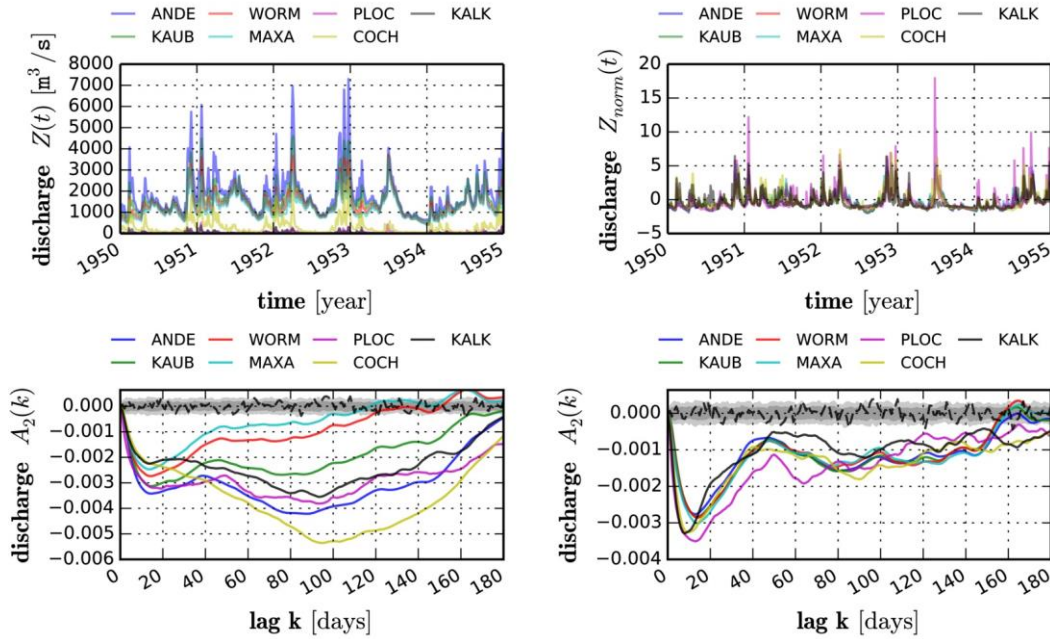 ANDE WORM PLOC KALK
KAUB MAXA COCH
discharge Z(t) [m³/s]
8000
7000
6000
5000
4000
3000
2000
1000
0
1950 1951 1952 1953 1954 1955
time [year]
ANDE WORM PLOC KALK
KAUB MAXA COCH
discharge Z_norm(t)
20
15
10
5
0
−5
1950 1951 1952 1953 1954 1955
time [year]
ANDE WORM PLOC KALK
KAUB MAXA COCH
discharge A₂(k)
0.000
−0.001
−0.002
−0.003
−0.004
−0.005
−0.006
0 20 40 60 80 100 120 140 160 180
lag k [days]
ANDE WORM PLOC KALK
KAUB MAXA COCH
discharge A₂(k)
0.000
−0.001
−0.002
−0.003
−0.004
0 20 40 60 80 100 120 140 160 180
lag k [days]